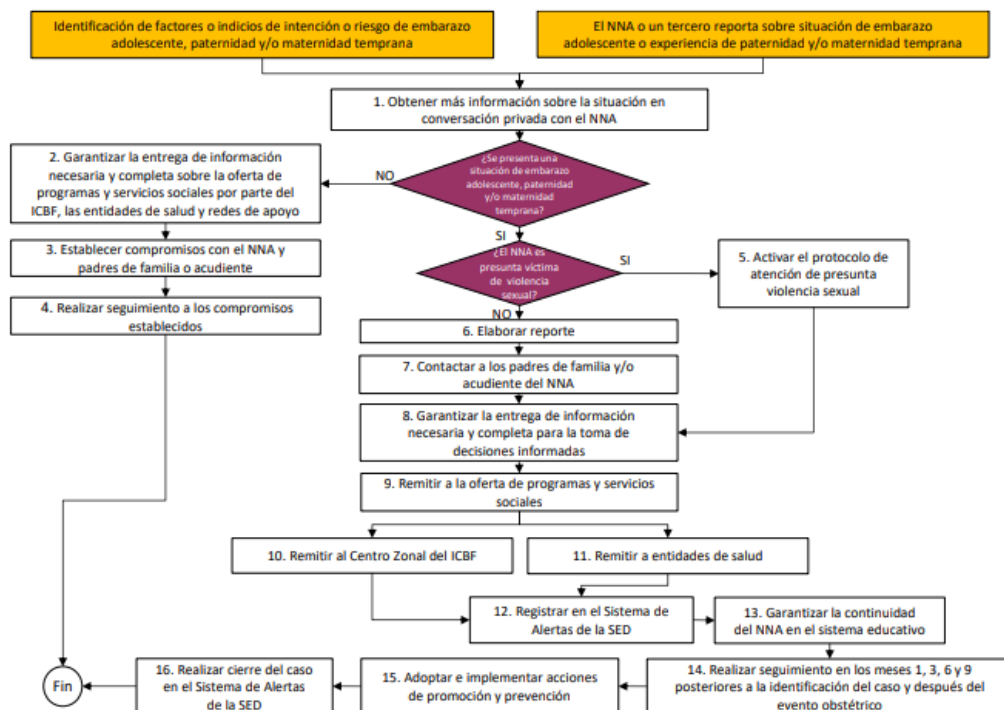 Identificación de factores o indicios de intención o riesgo de embarazo
adolescente, paternidad y/o maternidad temprana
El NNA o un tercero reporta sobre situación de embarazo
adolescente o experiencia de paternidad y/o maternidad temprana
1. Obtener más información sobre la situación en
conversación privada con el NNA
¿Se presenta una
situación de embarazo
adolescente, paternidad
y/o maternidad
temprana?
NO
2. Garantizar la entrega de información
necesaria y completa sobre la oferta de
programas y servicios sociales por parte del
ICBF, las entidades de salud y redes de apoyo
3. Establecer compromisos con el NNA y
padres de familia o acudiente
4. Realizar seguimiento a los compromisos
establecidos
SI
¿El NNA es
presunta víctima
de violencia
sexual?
SI
5. Activar el protocolo de
atención de presunta
violencia sexual
NO
6. Elaborar reporte
7. Contactar a los padres de familia y/o
acudiente del NNA
8. Garantizar la entrega de información
necesaria y completa para la toma de
decisiones informadas
9. Remitir a la oferta de programas y servicios
sociales
10. Remitir al Centro Zonal del ICBF
11. Remitir a entidades de salud
12. Registrar en el Sistema de
Alertas de la SED
13. Garantizar la continuidad
del NNA en el sistema educativo
14. Realizar seguimiento en los meses 1, 3, 6 y 9
posteriores a la identificación del caso y después del
evento obstétrico
15. Adoptar e implementar acciones
de promoción y prevención
16. Realizar cierre del caso
en el Sistema de Alertas
de la SED
Fin